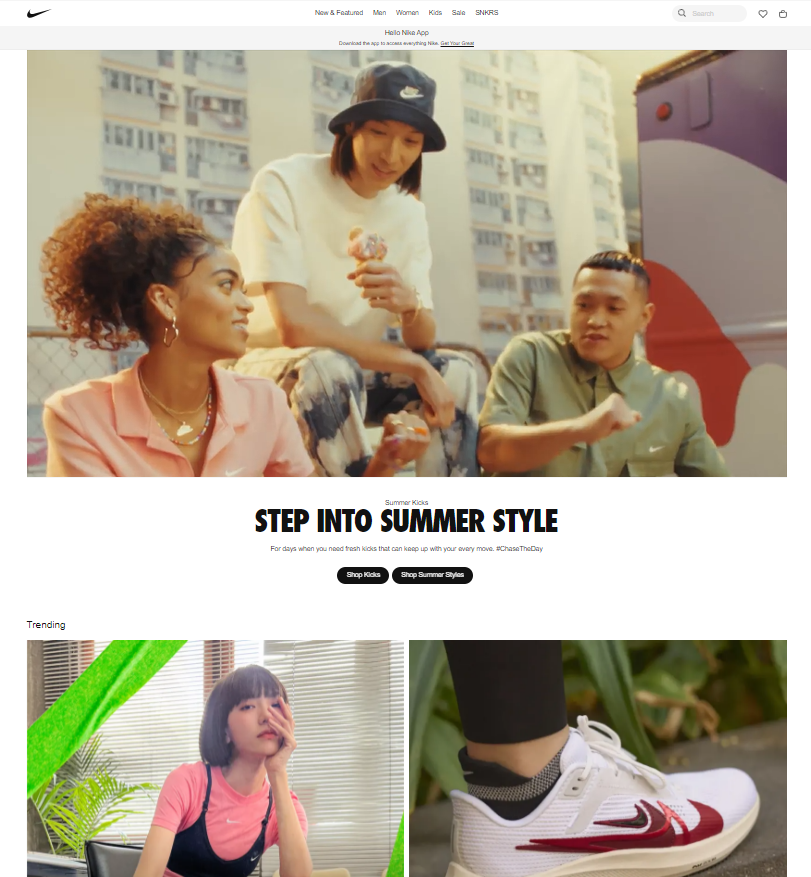 New & Featured Men Women Kids Sale SNKRS Search
Hello Nike App
Download the app to access everything Nike. Get Your Great
Summer Kicks
STEP INTO SUMMER STYLE
For days when you need fresh kicks that can keep up with your every move. #ChaseTheDay
Shop Kicks Shop Summer Styles
Trending